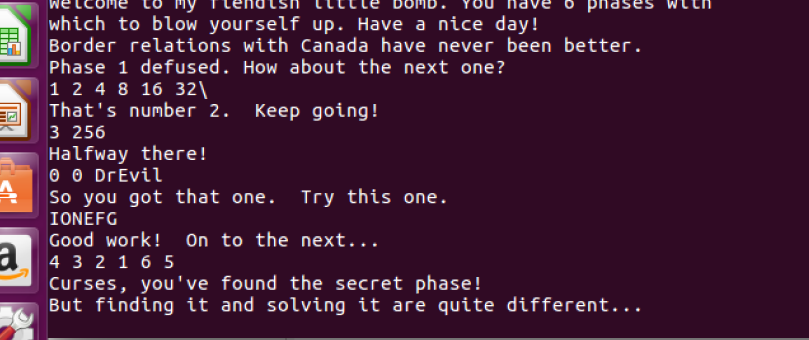 Welcome to my fiendish little bomb. You have 6 phases with
which to blow yourself up. Have a nice day!
Border relations with Canada have never been better.
Phase 1 defused. How about the next one?
1 2 4 8 16 32\
That's number 2.  Keep going!
3 256
Halfway there!
0 0 DrEvil
So you got that one.  Try this one.
IONEFG
Good work!  On to the next...
4 3 2 1 6 5
Curses, you've found the secret phase!
But finding it and solving it are quite different...